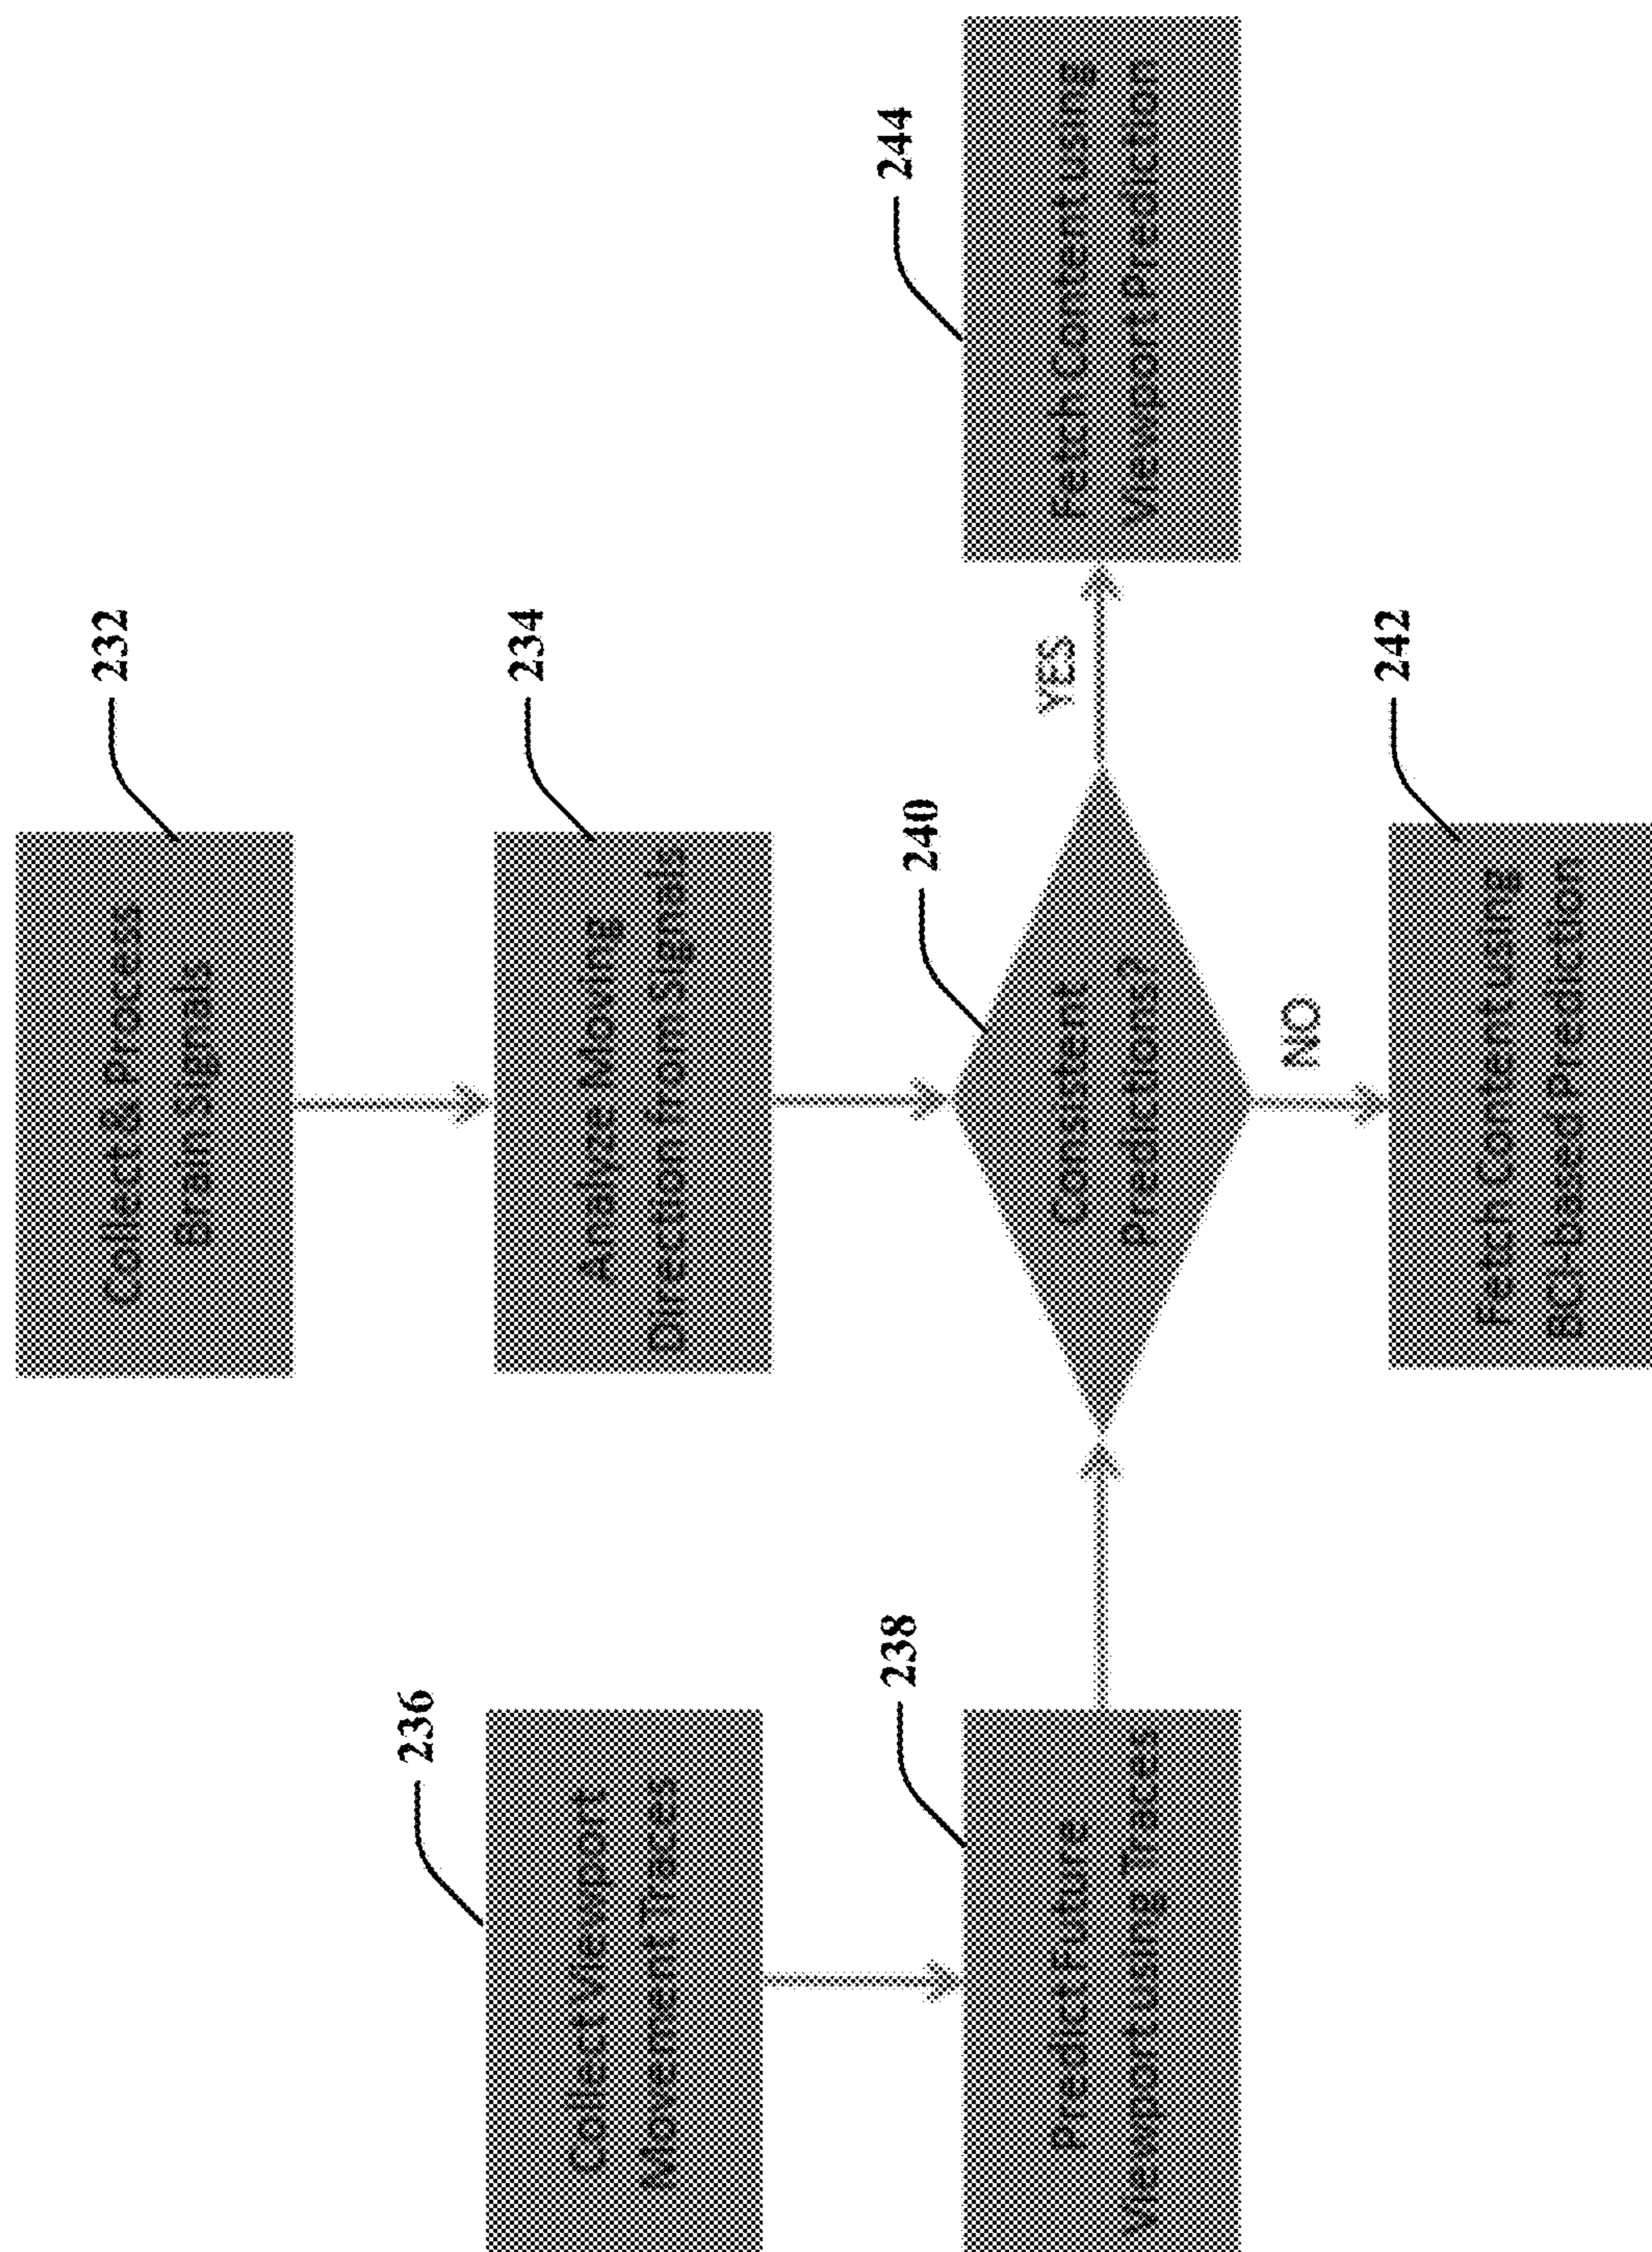 232
Collect & Process
Brain Signals
236
Collect Viewport
Movement Traces
234
Analyze Moving
Direction from Signals
238
Predict Future
Viewport using Traces
240
Consistent
Predictions?
YES
244
Fetch Content using
Viewport Prediction
NO
242
Fetch Content using
BCI-based Prediction